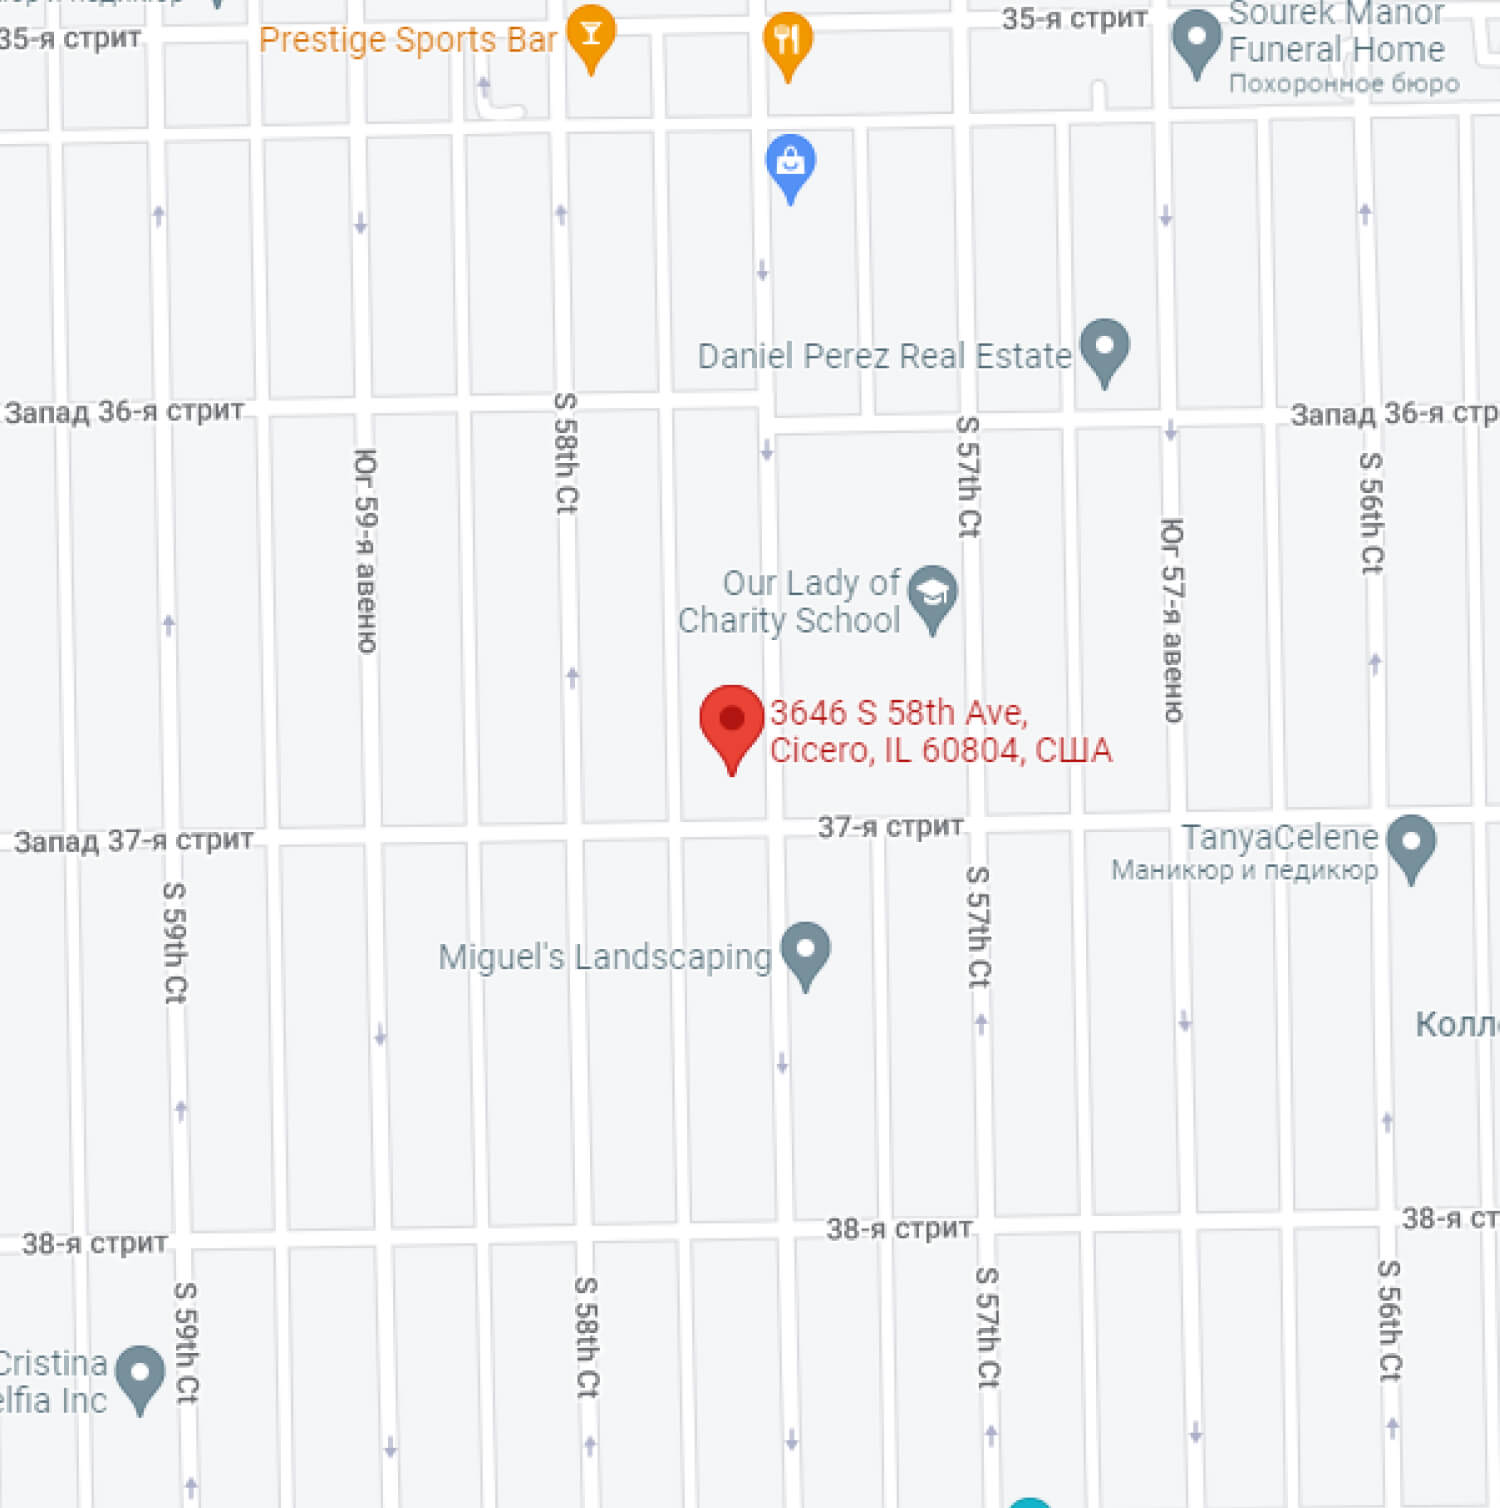 35-я стрит
Prestige Sports Bar
35-я стрит
Sourek Manor
Funeral Home
Похоронное бюро
Daniel Perez Real Estate
Запад 36-я стрит
Запад 36-я стр
S 58th Ct
S 57th Ct
Юг 59-я авеню
S 56th Ct
Юг 57-я авеню
Our Lady of
Charity School
3646 S 58th Ave,
Cicero, IL 60804, США
37-я стрит
Запад 37-я стрит
TanyaCelene
Маникюр и педикюр
S 59th Ct
S 57th Ct
Miguel's Landscaping
Колл
38-я стрит
38-я стрит
38-я ст
S 59th Ct
S 58th Ct
S 57th Ct
S 56th Ct
Cristina
elfia Inc